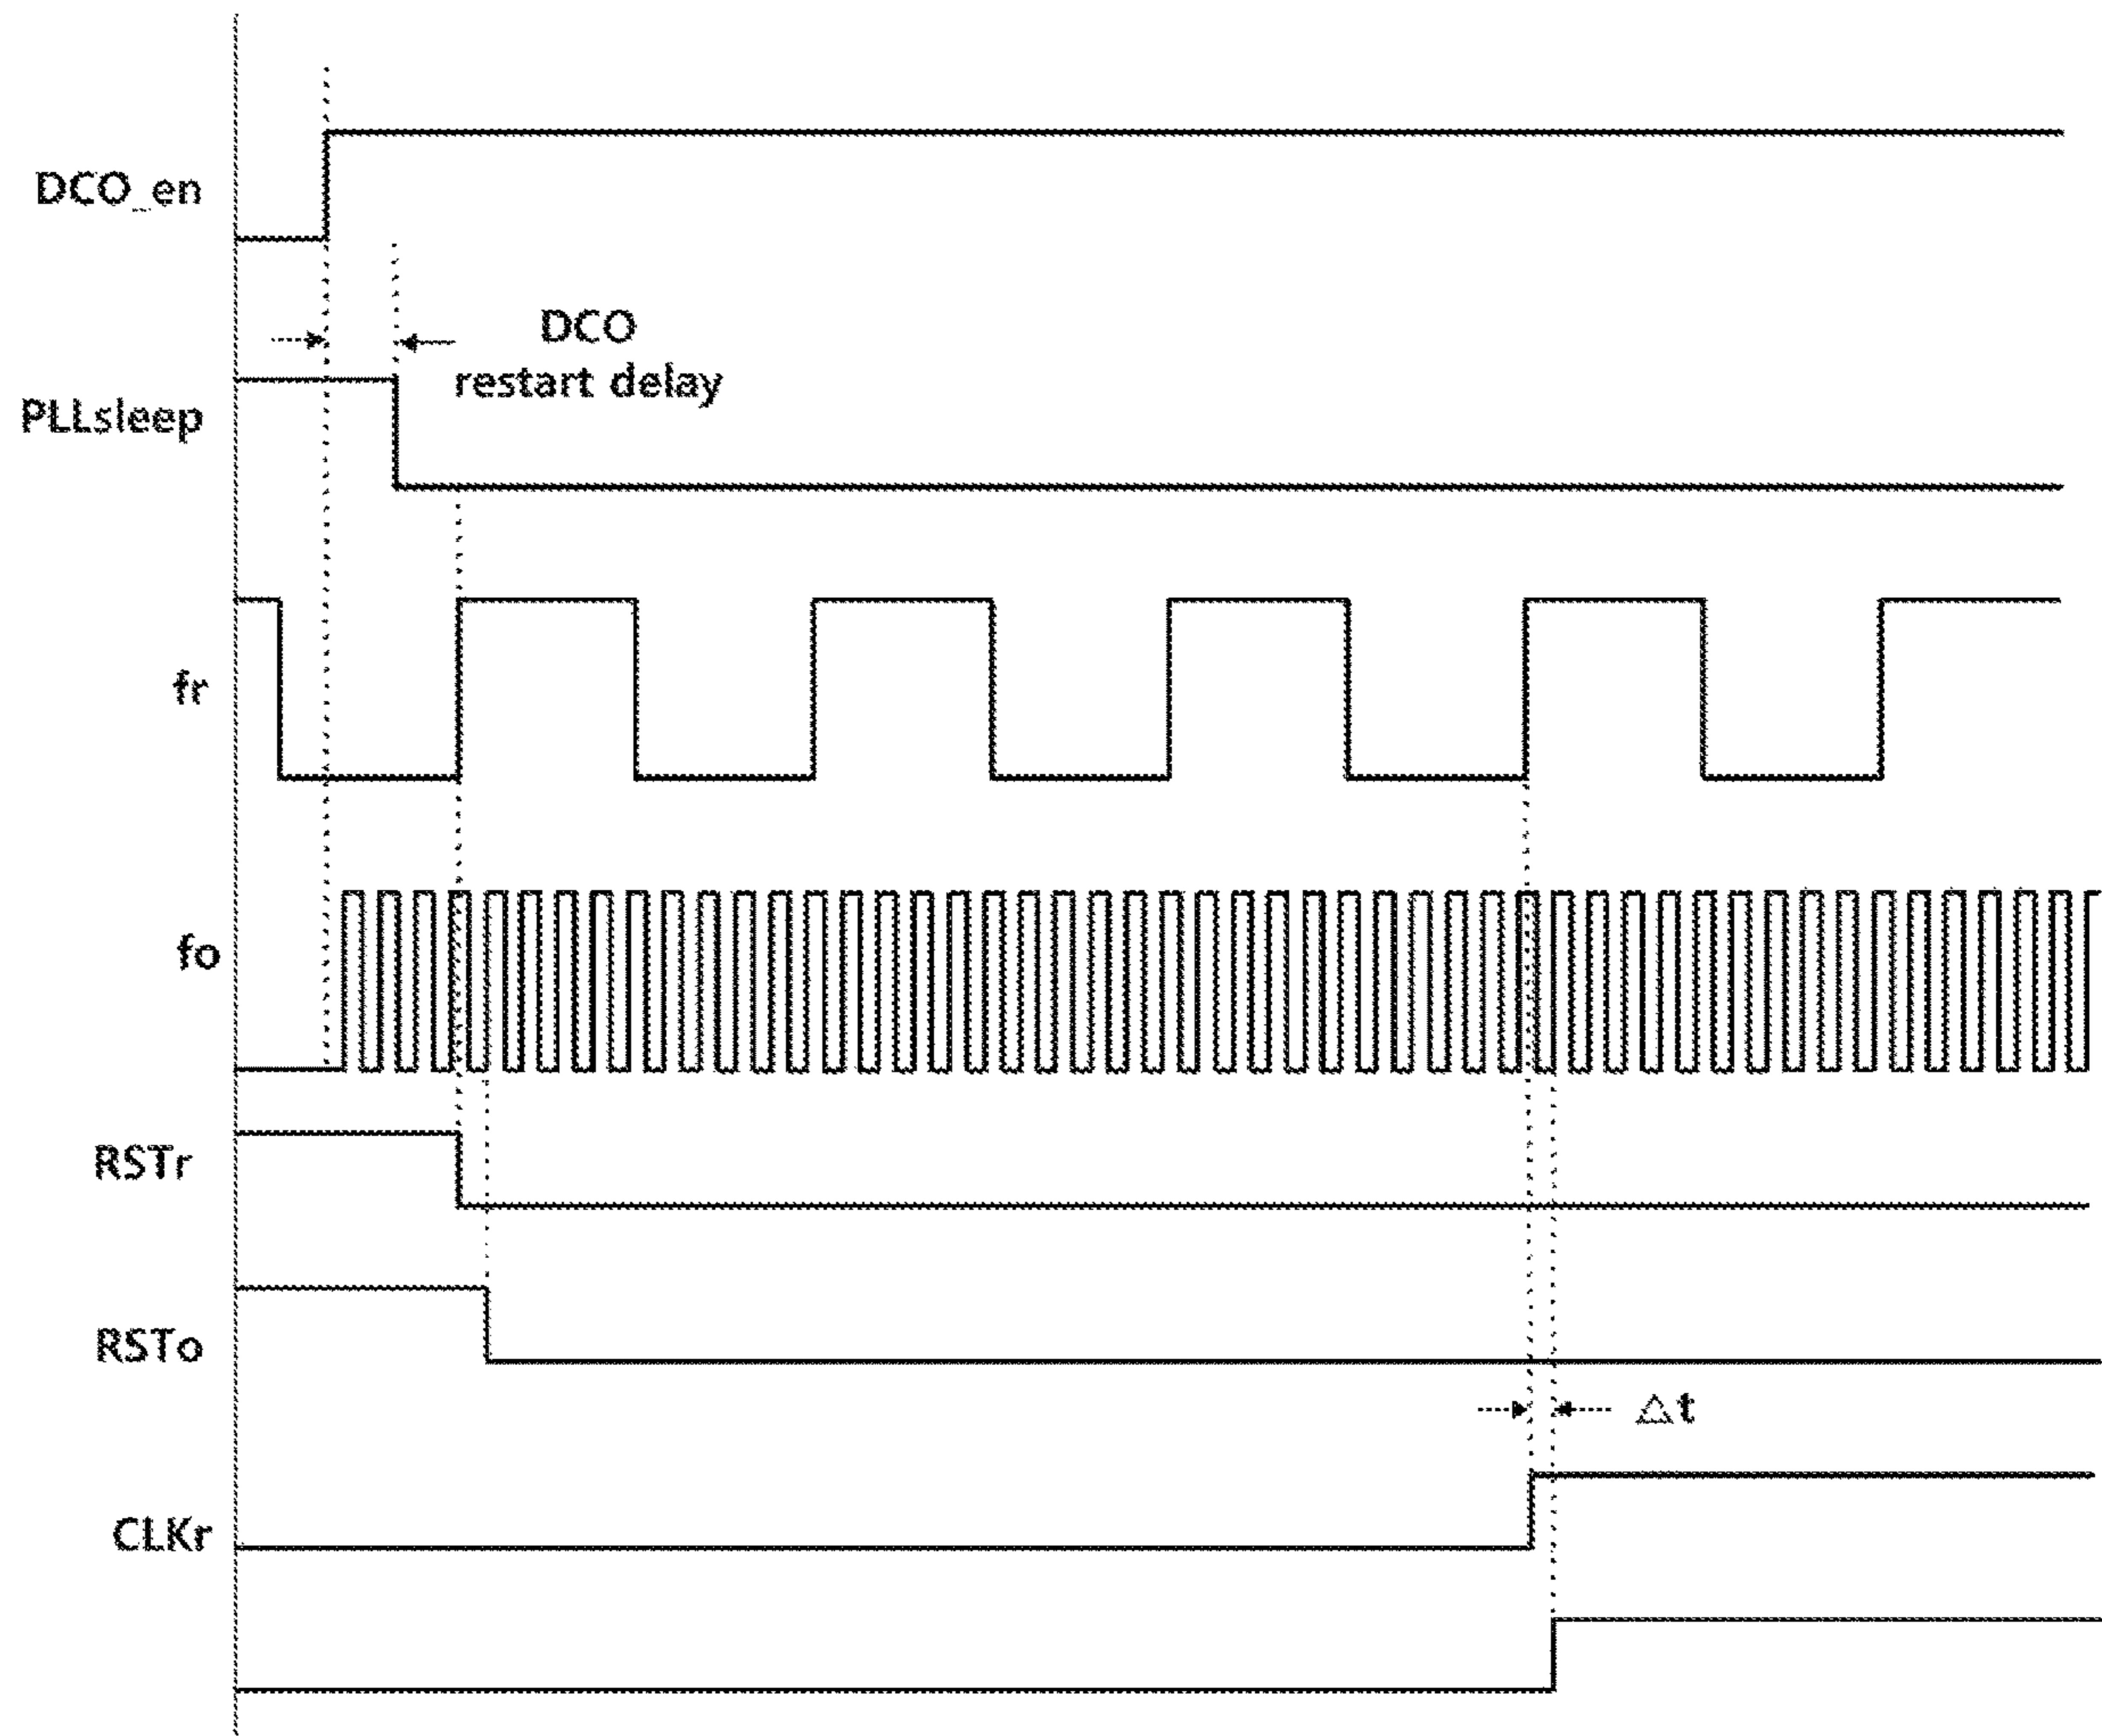 DCO_en
DCO
restart delay
PLLsleep
fr
fo
RSTr
RSTo
△t
CLKr